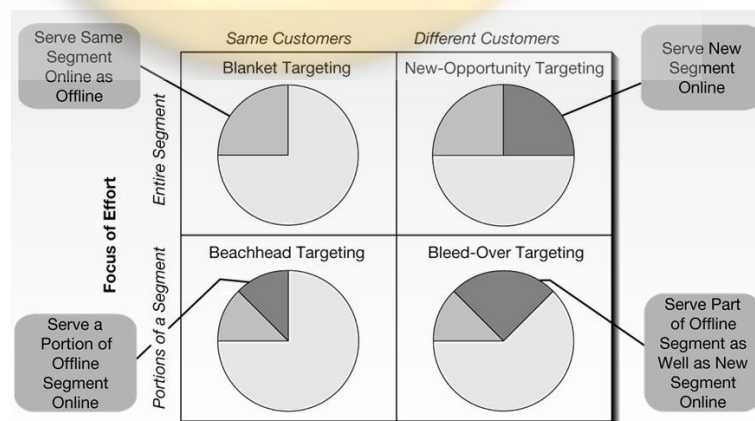 Same Customers
Different Customers
Serve Same
Segment
Online as
Offline
Blanket Targeting
New-Opportunity Targeting
Serve New
Segment
Online
Entire Segment
Focus of Effort
Beachhead Targeting
Bleed-Over Targeting
Portions of a Segment
Serve a
Portion of
Offline
Segment
Online
Serve Part
of Offline
Segment as
Well as New
Segment
Online